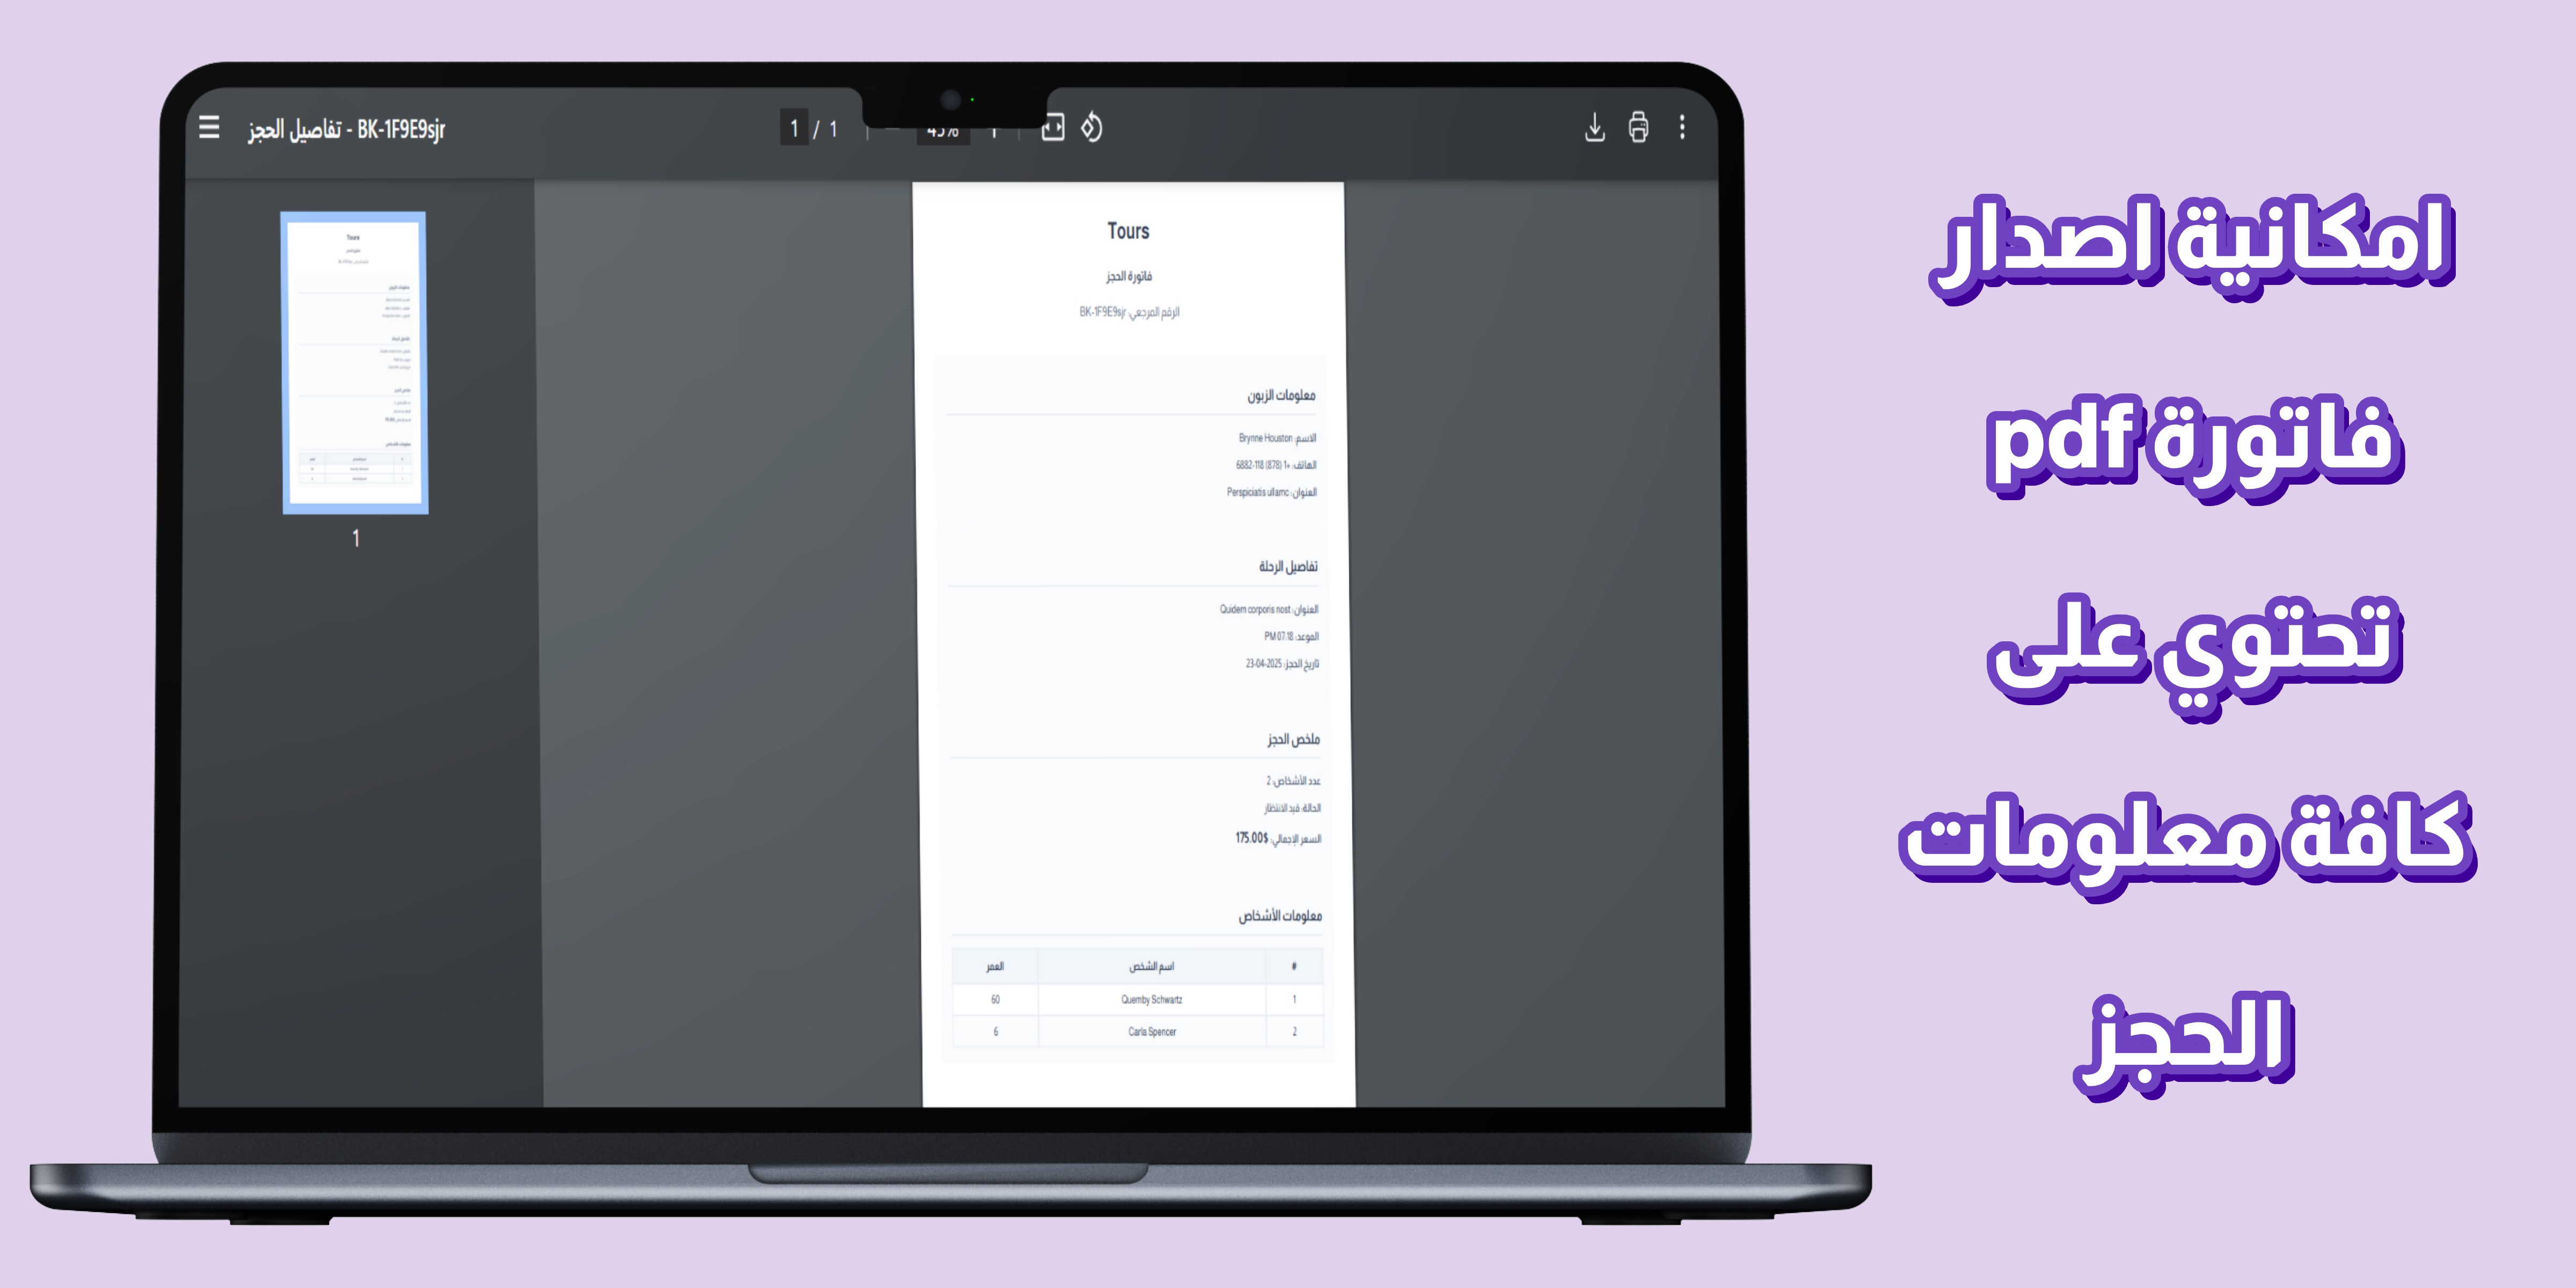 تفاصيل الحجز - BK-1F9E9sjr
1 / 1
45%
1
Tours
فاتورة الحجز
الرقم المرجعي: BK-1F9E9sjr
معلومات الزبون
الاسم: Brynne Houston
الهاتف: +1 (878) 118-6882
العنوان: Perspiciatis ullamc
تفاصيل الرحلة
العنوان: Quidem corporis nost
الموعد: PM 07:18
تاريخ الحجز: 2025-04-23
ملخص الحجز
عدد الأشخاص: 2
الحالة: قيد الانتظار
السعر الإجمالي: 175.00$
معلومات الأشخاص
# اسم الشخص العمر
1 Quemby Schwartz 60
2 Carla Spencer 6
امكانية اصدار
فاتورة pdf
تحتوي على
كافة معلومات
الحجز